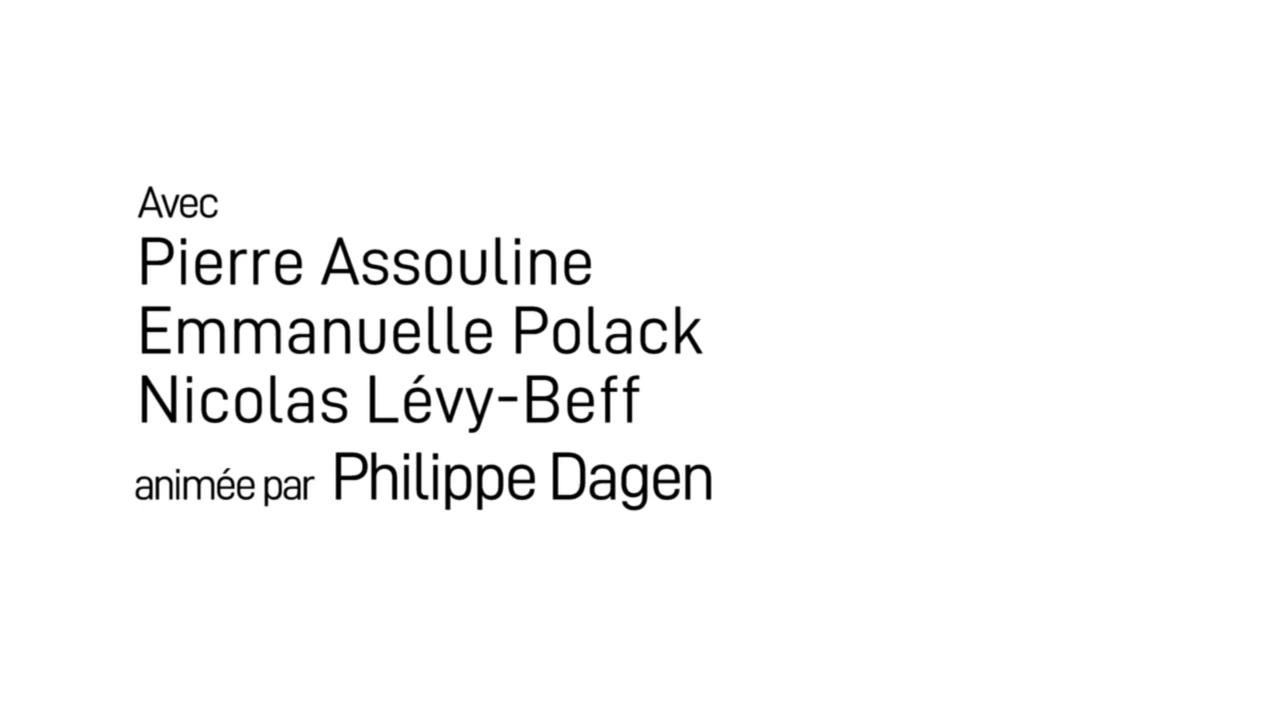 Avec
Pierre Assouline
Emmanuelle Polack
Nicolas Lévy-Beff
animée par Philippe Dagen